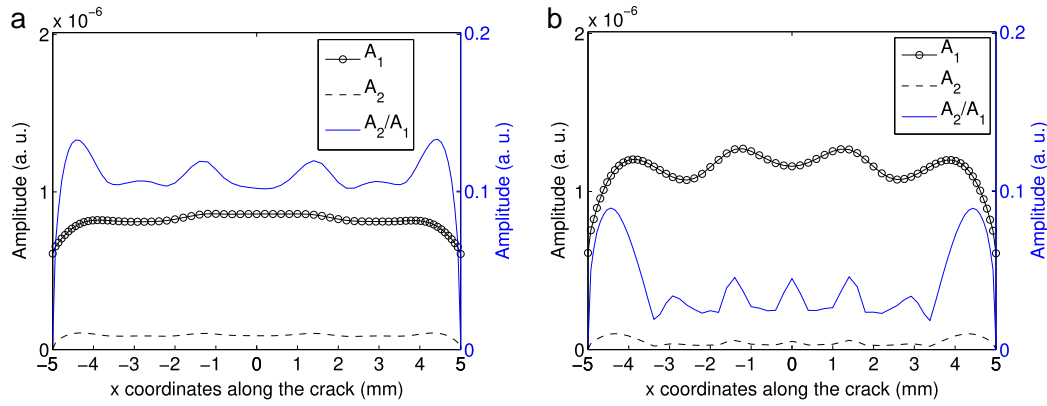 a
x 10⁻⁶
2
1
0
Amplitude (a. u.)
A₁
A₂
A₂/A₁
0.2
0.1
0
Amplitude (a. u.)
−5 −4 −3 −2 −1 0 1 2 3 4 5
x coordinates along the crack (mm)
b
x 10⁻⁶
2
1
0
Amplitude (a. u.)
A₁
A₂
A₂/A₁
0.2
0.1
0
Amplitude (a. u.)
−5 −4 −3 −2 −1 0 1 2 3 4 5
x coordinates along the crack (mm)